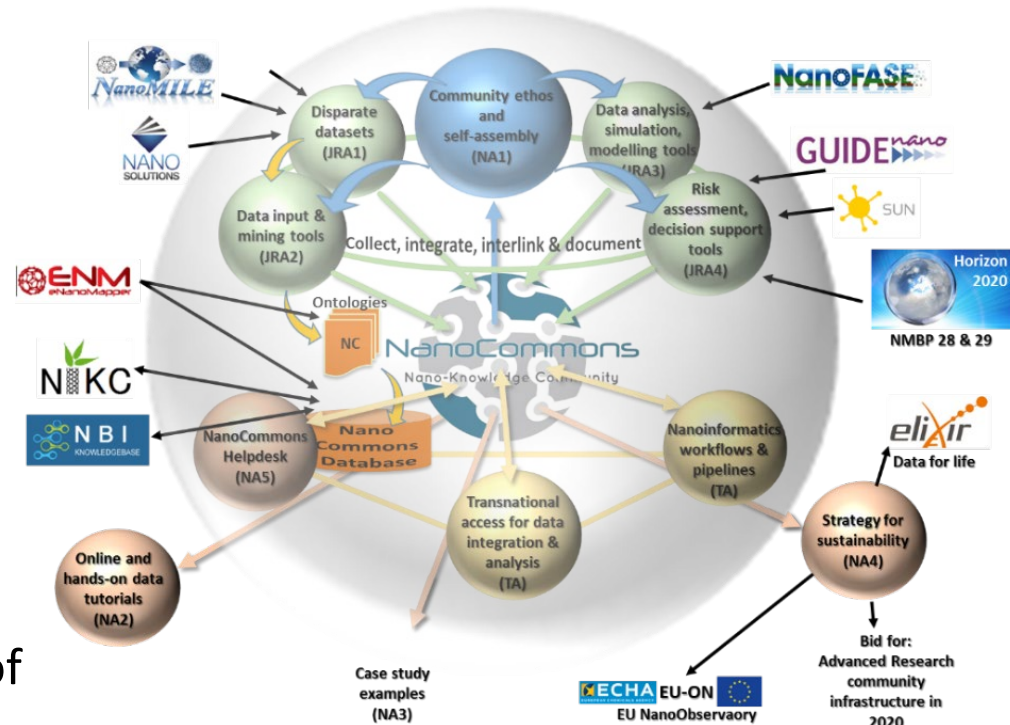 NanoMILE
NANO
SOLUTIONS
Disparate
datasets
(JRA1)
Community ethos
and
self-assembly
(NA1)
Data analysis,
simulation,
modelling tools
(JRA3)
NanoFASE
GUIDEnano
SUN
Data input &
mining tools
(JRA2)
Collect, integrate, interlink & document
Risk
assessment,
decision support
tools
(JRA4)
Horizon
2020
NMBP 28 & 29
ENM
eNanoMapper
Ontologies
NC
NanoCommons
Nano-Knowledge Community
NIKC
NBI
KNOWLEDGEBASE
NanoCommons
Helpdesk
(NA5)
Nano
Commons
Database
Nanoinformatics
workflows &
pipelines
(TA)
elixir
Data for life
Transnational
access for data
integration &
analysis
(TA)
Strategy for
sustainability
(NA4)
Online and
hands-on data
tutorials
(NA2)
of
Case study
examples
(NA3)
ECHA EU-ON
EUROPEAN CHEMICALS AGENCY
EU NanoObservaory
Bid for:
Advanced Research
community
infrastructure in
2020